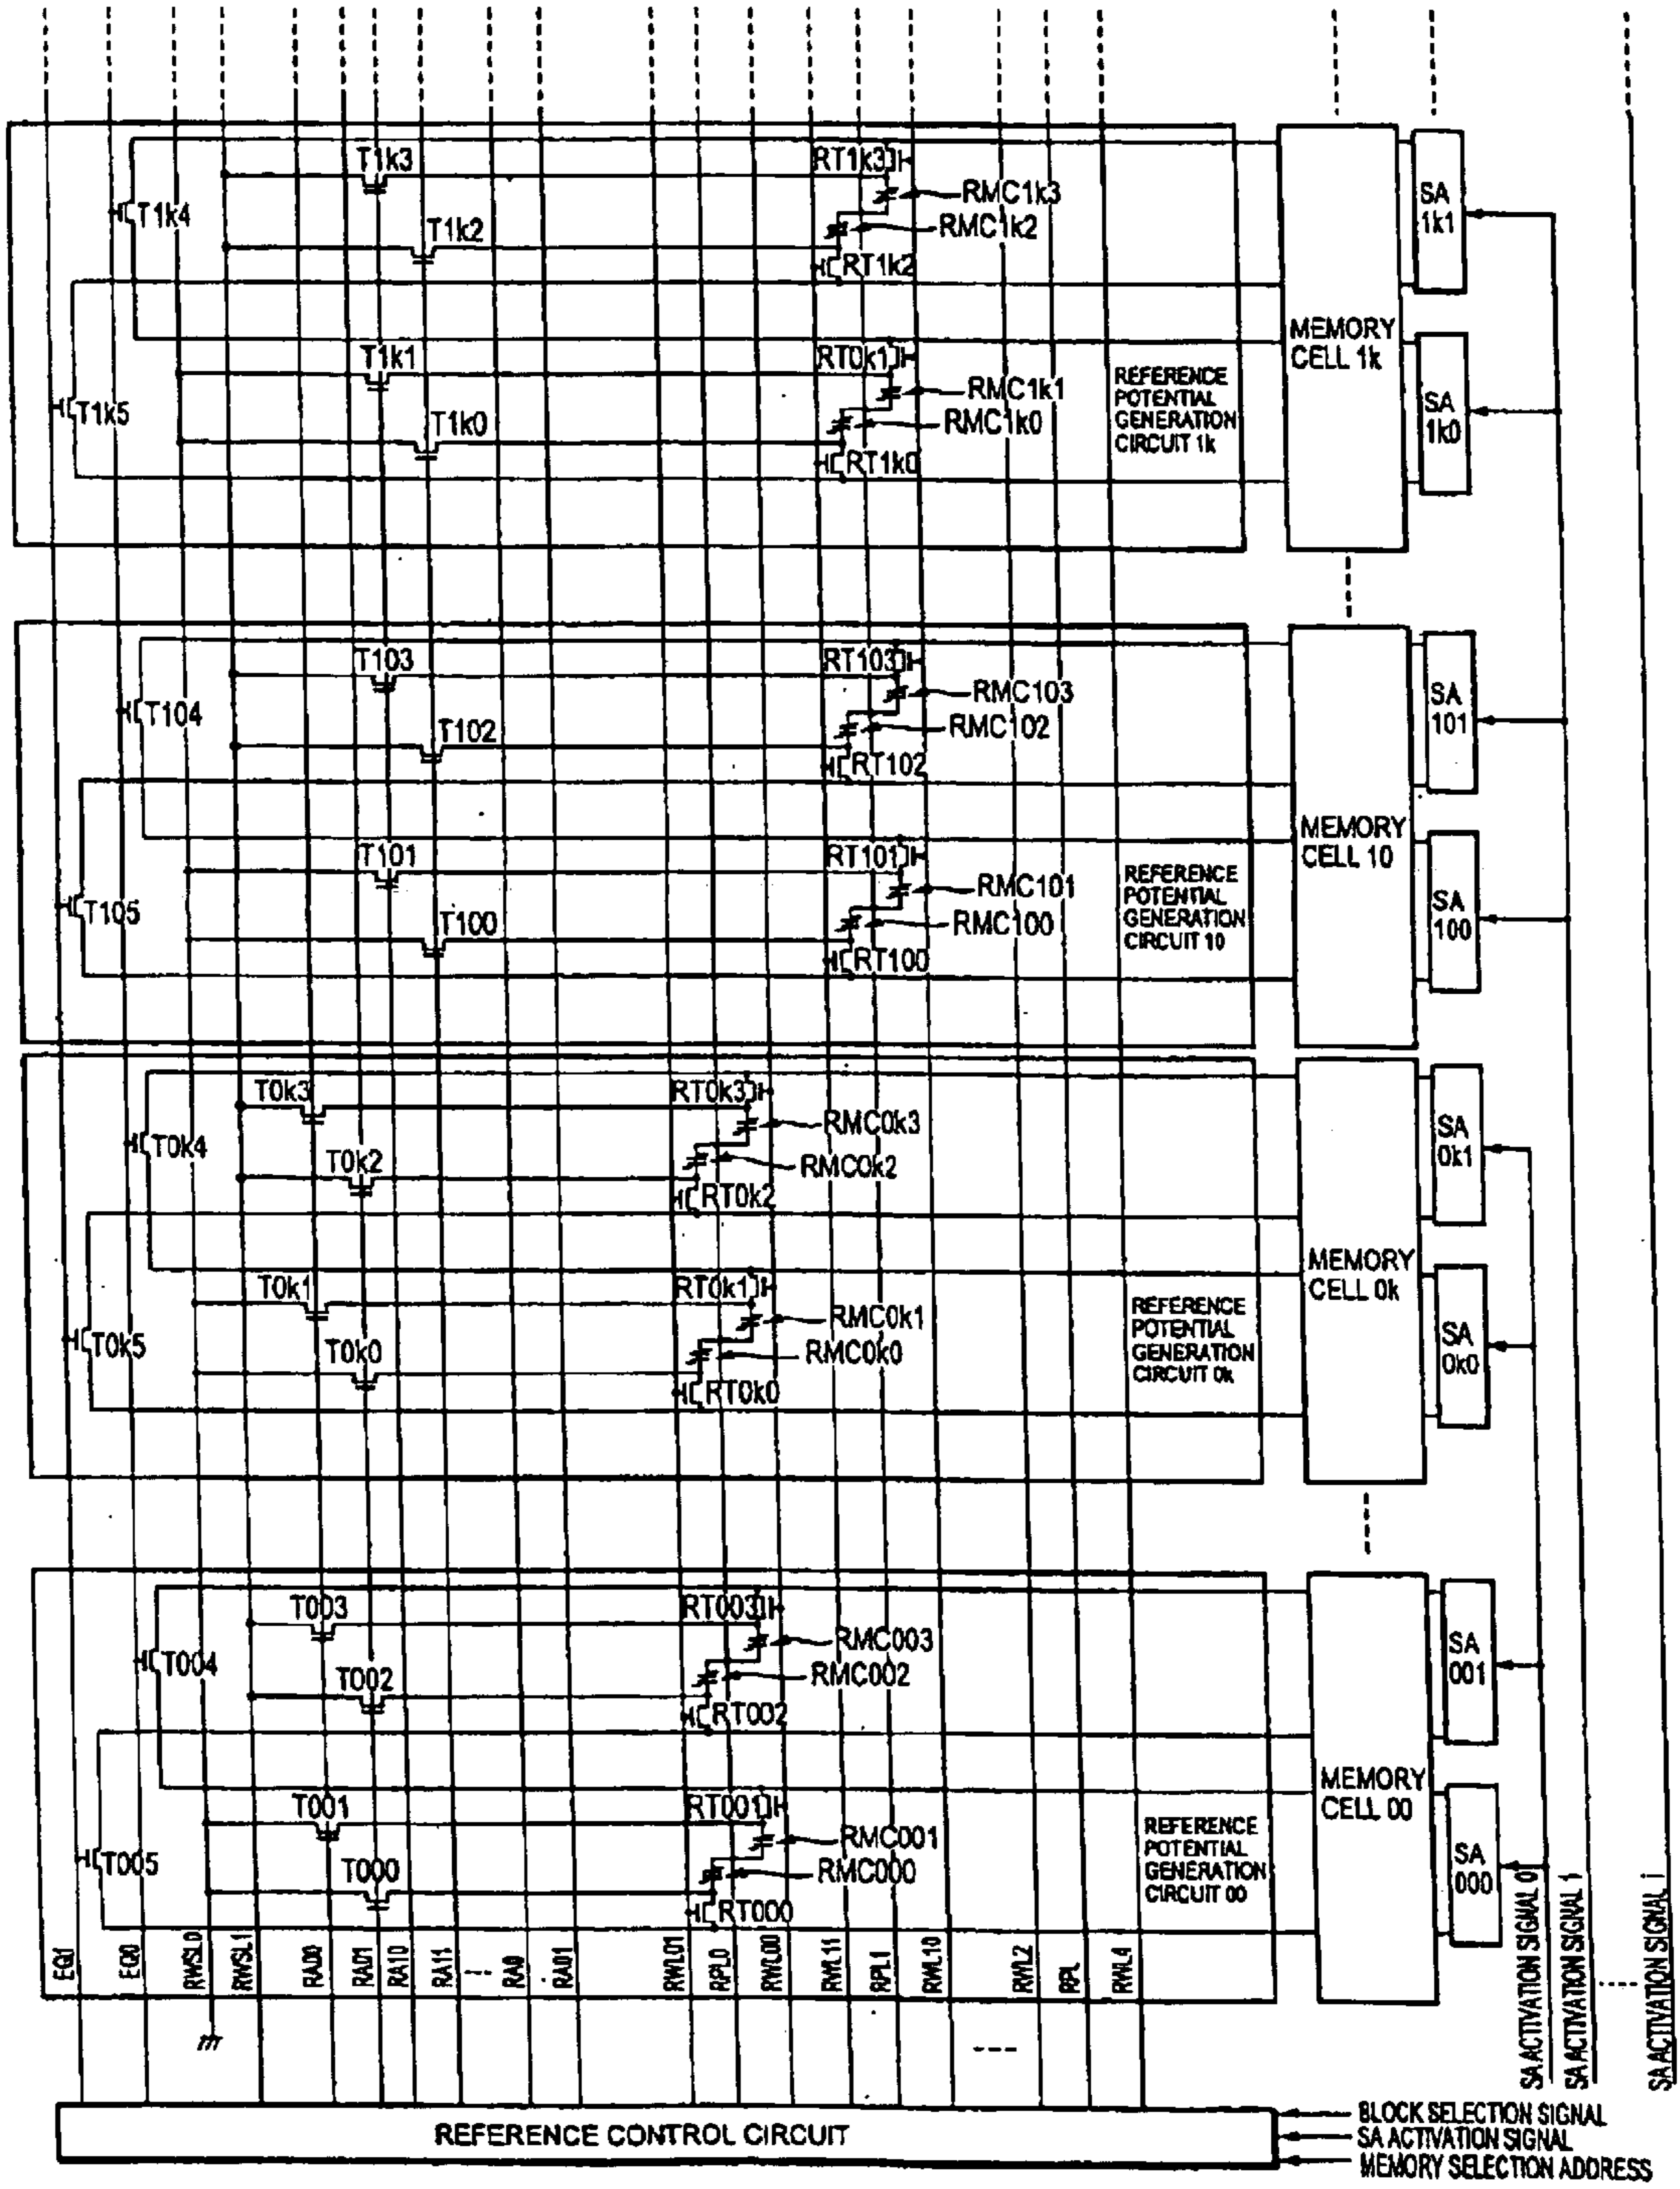 T1k3
RT1k3
RMC1k3
SA
1k1
T1k4
T1k2
RMC1k2
RT1k2
MEMORY
CELL 1k
T1k1
RT0k1
RMC1k1
REFERENCE
POTENTIAL
GENERATION
CIRCUIT 1k
SA
1k0
T1k5
T1k0
RMC1k0
RT1k0
T103
RT103
RMC103
SA
101
T104
T102
RMC102
RT102
MEMORY
CELL 10
T101
RT101
RMC101
REFERENCE
POTENTIAL
GENERATION
CIRCUIT 10
SA
100
T105
T100
RMC100
RT100
T0k3
RT0k3
RMC0k3
SA
0k1
T0k4
T0k2
RMC0k2
RT0k2
MEMORY
CELL 0k
T0k1
RT0k1
RMC0k1
REFERENCE
POTENTIAL
GENERATION
CIRCUIT 0k
SA
0k0
T0k5
T0k0
RMC0k0
RT0k0
T003
RT003
RMC003
SA
001
T004
T002
RMC002
RT002
MEMORY
CELL 00
T001
RT001
RMC001
REFERENCE
POTENTIAL
GENERATION
CIRCUIT 00
SA
000
T005
T000
RMC000
RT000
EQ1
EQ0
RWSL0
RWSL1
RA00
RA01
RA10
RA11
RA0
RA01
RWL01
RPL0
RWL00
RWL11
RPL1
RWL10
RWL2
RPL
RWL4
SA ACTIVATION SIGNAL 0
SA ACTIVATION SIGNAL 1
SA ACTIVATION SIGNAL i
REFERENCE CONTROL CIRCUIT
BLOCK SELECTION SIGNAL
SA ACTIVATION SIGNAL
MEMORY SELECTION ADDRESS